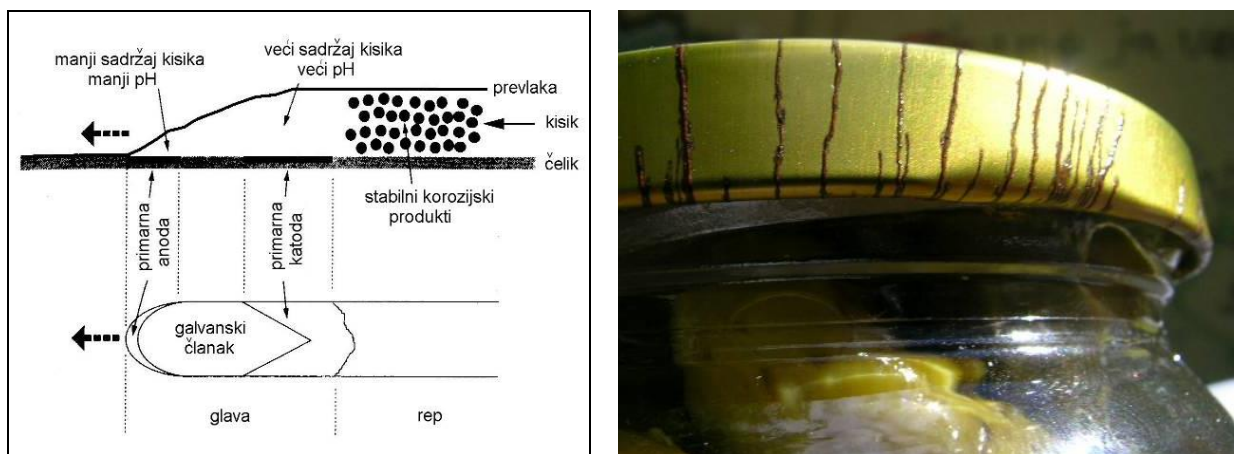 manji sadržaj kisika
manji pH
veći sadržaj kisika
veći pH
prevlaka
kisik
čelik
stabilni korozijski
produkti
primarna
anoda
primarna
katoda
galvanski
članak
glava
rep